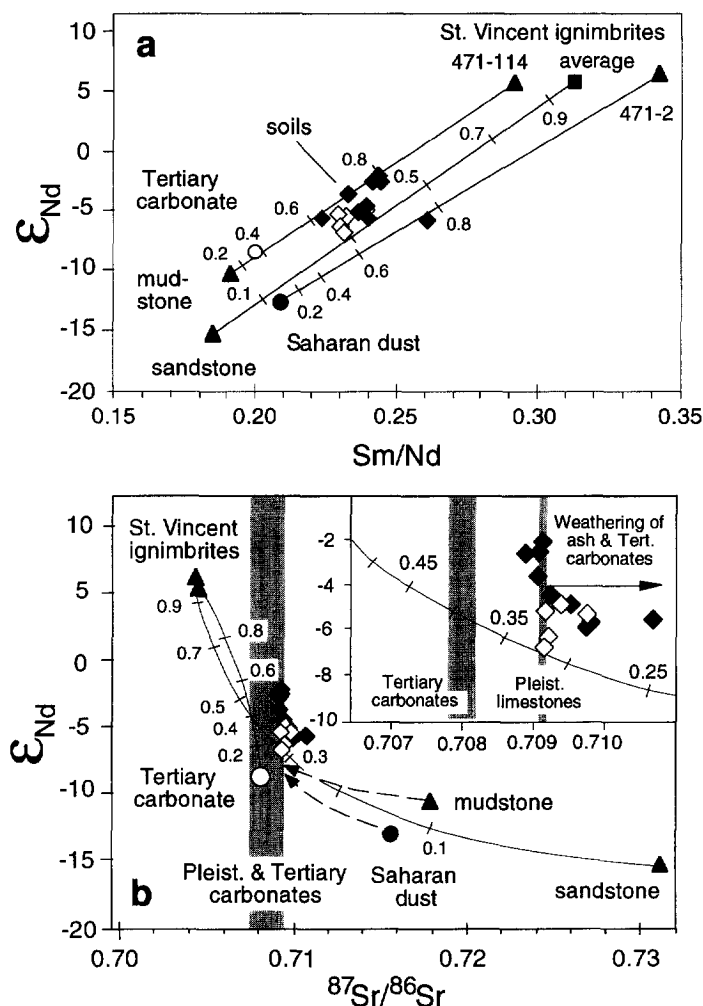 a
St. Vincent ignimbrites
471-114 average
471-2
soils
0.9
0.7
0.8
0.5
Tertiary
carbonate
0.6
0.8
0.4
0.2
0.6
mud-
stone
0.1
0.4
0.2
Saharan dust
sandstone
10
5
0
-5
-10
-15
-20
εNd
0.15
0.20
0.25
0.30
0.35
Sm/Nd
St. Vincent
ignimbrites
0.9
0.8
0.7
0.6
0.5
0.4
0.2
0.3
Tertiary
carbonate
mudstone
0.1
Pleist. & Tertiary
carbonates
Saharan
dust
sandstone
b
10
5
0
-5
-10
-15
-20
εNd
-2
-4
-6
-8
-10
0.45
0.35
0.25
Weathering of
ash & Tert.
carbonates
Tertiary
carbonates
Pleist.
limestones
0.707
0.708
0.709
0.710
0.70
0.71
0.72
0.73
87Sr/86Sr